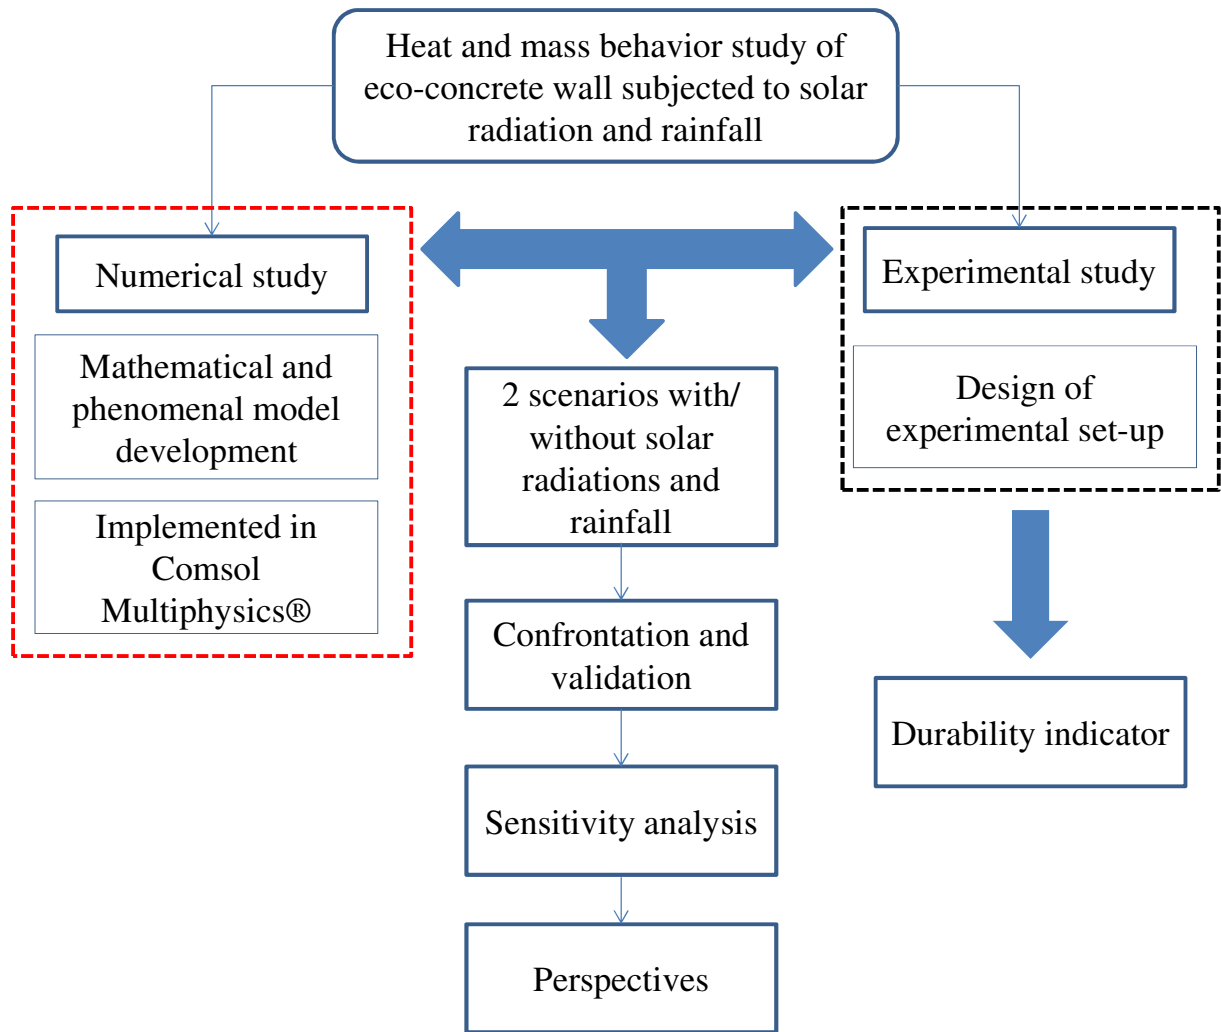 Heat and mass behavior study of
eco-concrete wall subjected to solar
radiation and rainfall
Numerical study
Mathematical and
phenomenal model
development
Implemented in
Comsol
Multiphysics®
2 scenarios with/
without solar
radiations and
rainfall
Confrontation and
validation
Sensitivity analysis
Perspectives
Experimental study
Design of
experimental set-up
Durability indicator